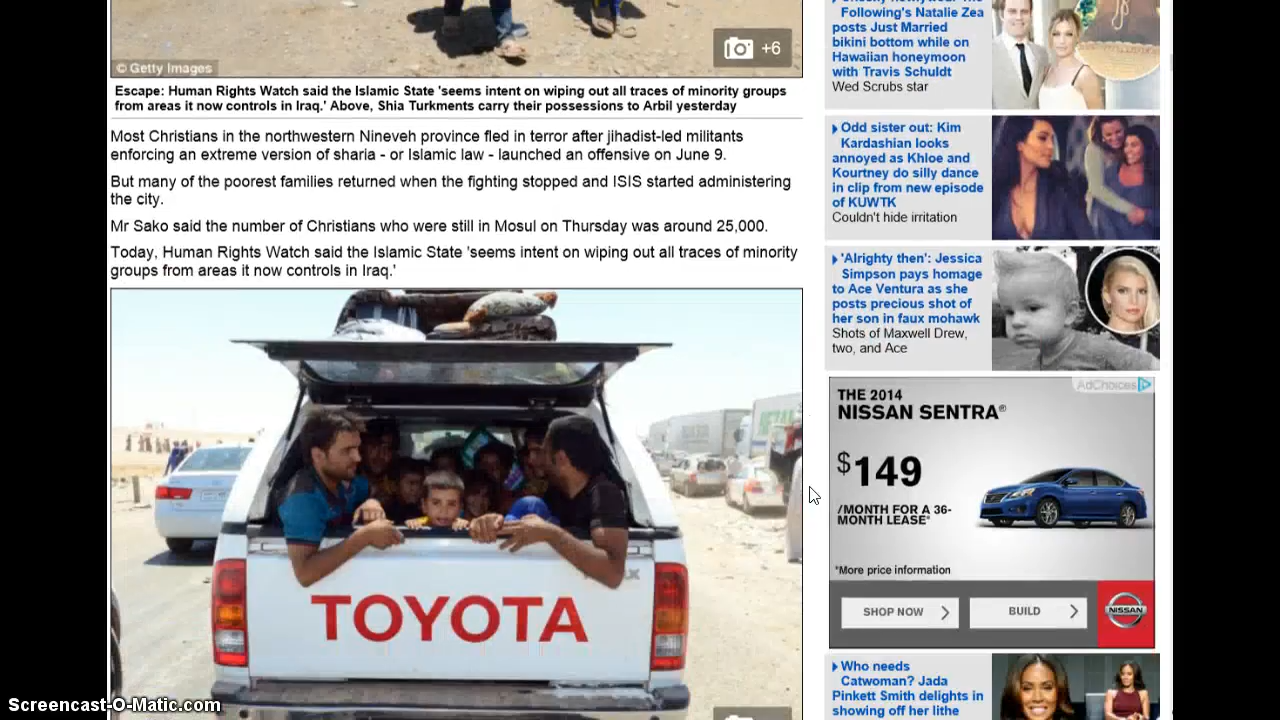 +6
© Getty Images
Escape: Human Rights Watch said the Islamic State 'seems intent on wiping out all traces of minority groups
from areas it now controls in Iraq.' Above, Shia Turkments carry their possessions to Arbil yesterday
Most Christians in the northwestern Nineveh province fled in terror after jihadist-led militants
enforcing an extreme version of sharia - or Islamic law - launched an offensive on June 9.
But many of the poorest families returned when the fighting stopped and ISIS started administering
the city.
Mr Sako said the number of Christians who were still in Mosul on Thursday was around 25,000.
Today, Human Rights Watch said the Islamic State 'seems intent on wiping out all traces of minority
groups from areas it now controls in Iraq.'
TOYOTA
Screencast-O-Matic.com
Following's Natalie Zea
posts Just Married
bikini bottom while on
Hawaiian honeymoon
with Travis Schuldt
Wed Scrubs star
Odd sister out: Kim
Kardashian looks
annoyed as Khloe and
Kourtney do silly dance
in clip from new episode
of KUWTK
Couldn't hide irritation
'Alrighty then': Jessica
Simpson pays homage
to Ace Ventura as she
posts precious shot of
her son in faux mohawk
Shots of Maxwell Drew,
two, and Ace
AdChoices
THE 2014
NISSAN SENTRA®
$149
/MONTH FOR A 36-
MONTH LEASE*
*More price information
SHOP NOW
BUILD
NISSAN
Who needs
Catwoman? Jada
Pinkett Smith delights in
showing off her lithe